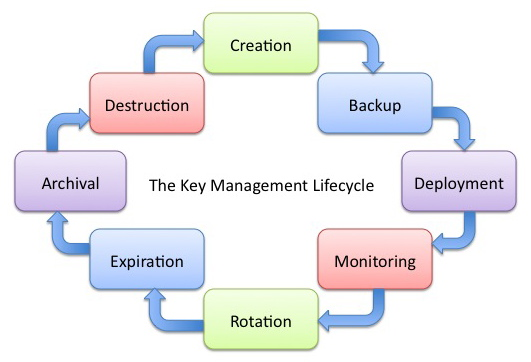 Creation
Backup
Deployment
Monitoring
Rotation
Expiration
Archival
Destruction
The Key Management Lifecycle